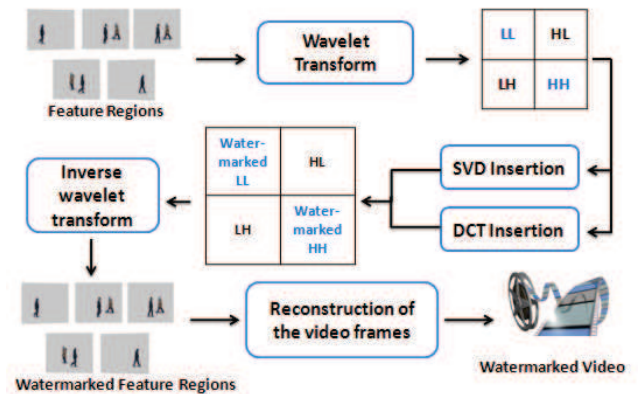 Feature Regions
Wavelet
Transform
LL
HL
LH
HH
SVD Insertion
DCT Insertion
Water-
marked
LL
HL
LH
Water-
marked
HH
Inverse
wavelet
transform
Watermarked Feature Regions
Reconstruction of
the video frames
Watermarked Video